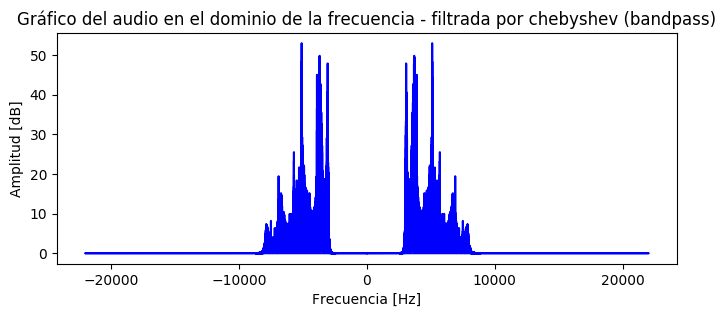 Gráfico del audio en el dominio de la frecuencia - filtrada por chebyshev (bandpass)
Amplitud [dB]
50
40
30
20
10
0
−20000 −10000 0 10000 20000
Frecuencia [Hz]